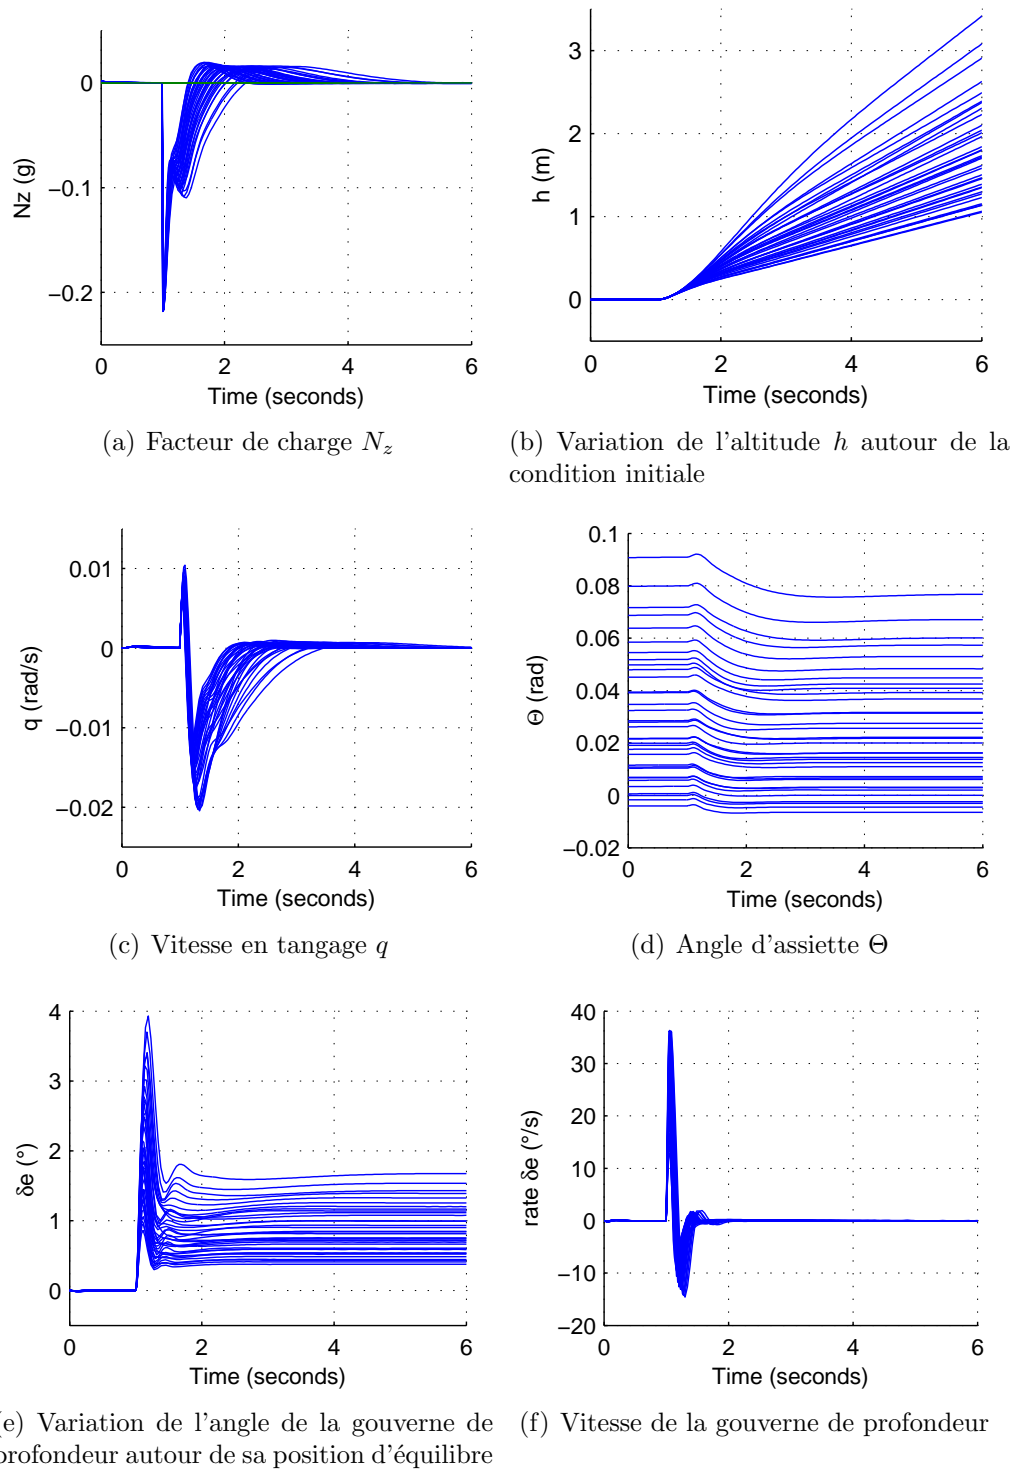 0
−0.1
−0.2
Nz (g)
0 2 4 6
Time (seconds)
(a) Facteur de charge Nz
3
2
1
0
h (m)
0 2 4 6
Time (seconds)
(b) Variation de l'altitude h autour de la
condition initiale
0.01
0
−0.01
−0.02
q (rad/s)
0 2 4 6
Time (seconds)
(c) Vitesse en tangage q
0.1
0.08
0.06
0.04
0.02
0
−0.02
Θ (rad)
0 2 4 6
Time (seconds)
(d) Angle d'assiette Θ
4
3
2
1
0
δe (°)
0 2 4 6
Time (seconds)
(e) Variation de l'angle de la gouverne de
profondeur autour de sa position d'équilibre
40
30
20
10
0
−10
−20
rate δe (°/s)
0 2 4 6
Time (seconds)
(f) Vitesse de la gouverne de profondeur